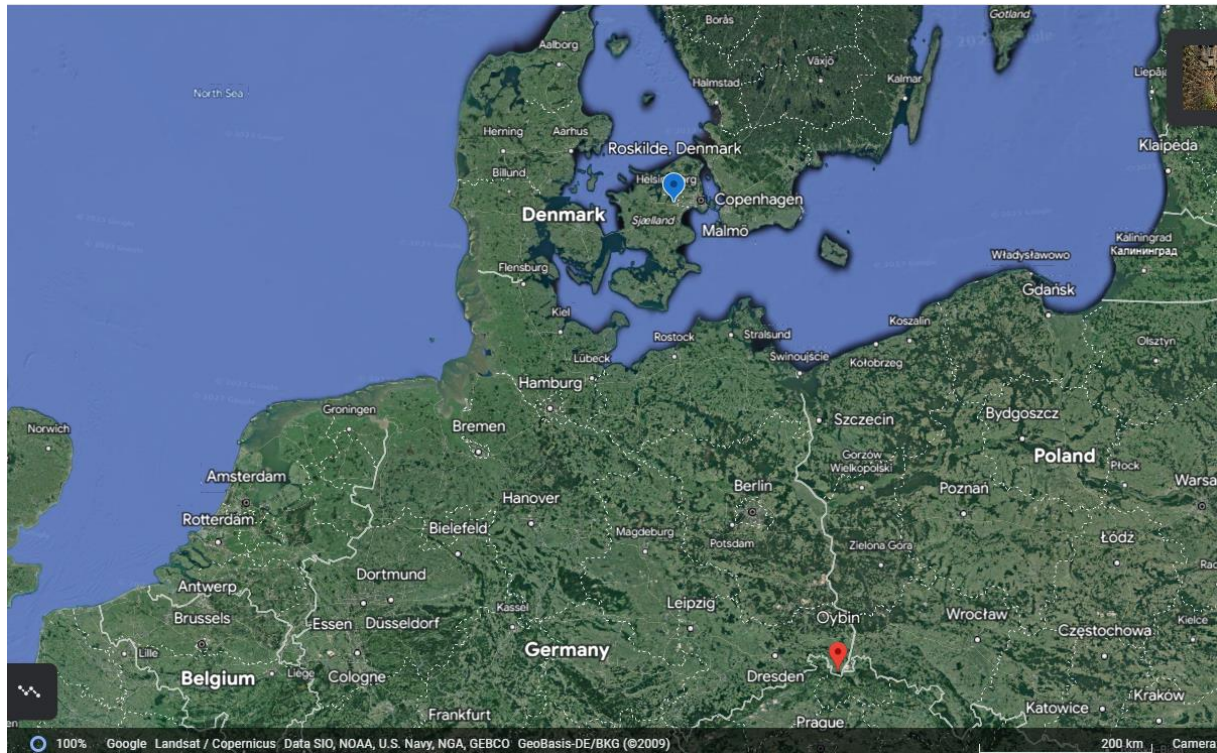 Gotland
Borås
Aalborg
Växjö
North Sea
Halmstad
Kalmar
Liepāja
Herning
Aarhus
Roskilde, Denmark
Klaipėda
Billund
Denmark
Sjælland
Copenhagen
Malmö
Kaliningrad
Калининград
Władysławowo
Flensburg
Gdańsk
Kiel
Koszalin
Rostock
Stralsund
Olsztyn
Lübeck
Świnoujście
Kołobrzeg
Hamburg
Groningen
Szczecin
Bydgoszcz
Norwich
Bremen
Gorzów
Wielkopolski
Poland
Płock
Amsterdam
Berlin
Poznań
Warsa
Hanover
Rotterdam
Bielefeld
Magdeburg
Potsdam
Zielona Góra
Łódź
Antwerp
Dortmund
Brussels
Essen
Düsseldorf
Kassel
Leipzig
Oybin
Wrocław
Kielce
Częstochowa
Lille
Germany
Liège
Belgium
Cologne
Dresden
Katowice
Kraków
Frankfurt
Prague
100% Google Landsat / Copernicus Data SIO, NOAA, U.S. Navy, NGA, GEBCO GeoBasis-DE/BKG (©2009) 200 km Camera